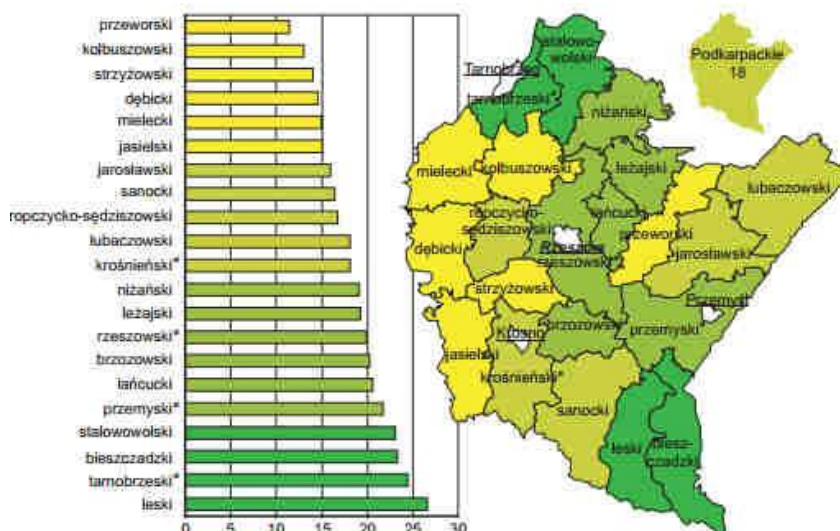 przeworski
kolbuszowski
strzyżowski
dębicki
mielecki
jasielski
jarosławski
sanocki
ropczycko-sędziszowski
lubaczowski
krośnieński*
niżański
leżajski
rzeszowski*
brzozowski
łańcucki
przemyski*
stalowowolski
bieszczadzki
tarnobrzeski*
leski
0 5 10 15 20 25 30
stalowo-
wolski
Tarnobrzeg
tarnobrzeski*
niżański
Podkarpackie
18
mielecki
kolbuszowski
leżajski
lubaczowski
ropczycko-
sędziszowski
łańcucki
przeworski
dębicki
Rzeszów
rzeszowski*
jarosławski
strzyżowski
Przemyśl
Krosno
brzozowski
przemyski
jasielski
krośnieński*
sanocki
leski
biesz-
czadzki